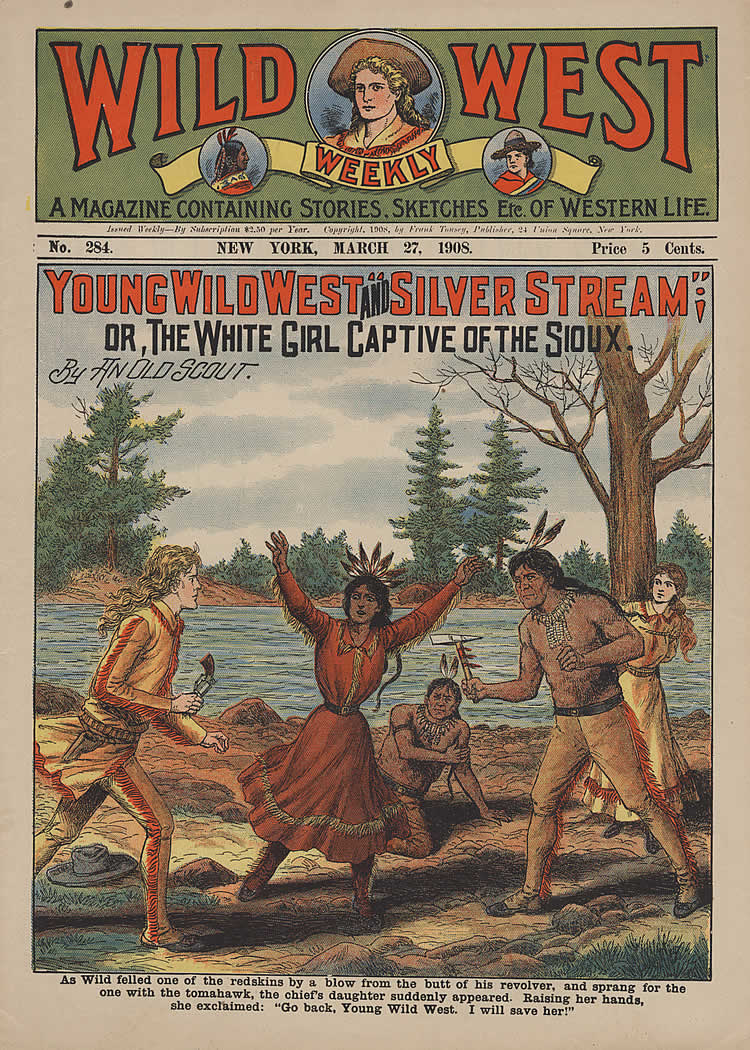 WILD WEST
WEEKLY
A MAGAZINE CONTAINING STORIES, SKETCHES Etc. OF WESTERN LIFE.
Issued Weekly—By Subscription $2.50 per Year. Copyright, 1908, by Frank Tousey, Publisher, 24 Union Square, New York.
No. 284. NEW YORK, MARCH 27, 1908. Price 5 Cents.
YOUNG WILD WEST AND "SILVER STREAM";
OR, THE WHITE GIRL CAPTIVE OF THE SIOUX.
By AN OLD SCOUT.
As Wild felled one of the redskins by a blow from the butt of his revolver, and sprang for the
one with the tomahawk, the chief's daughter suddenly appeared. Raising her hands,
she exclaimed: "Go back, Young Wild West. I will save her!"